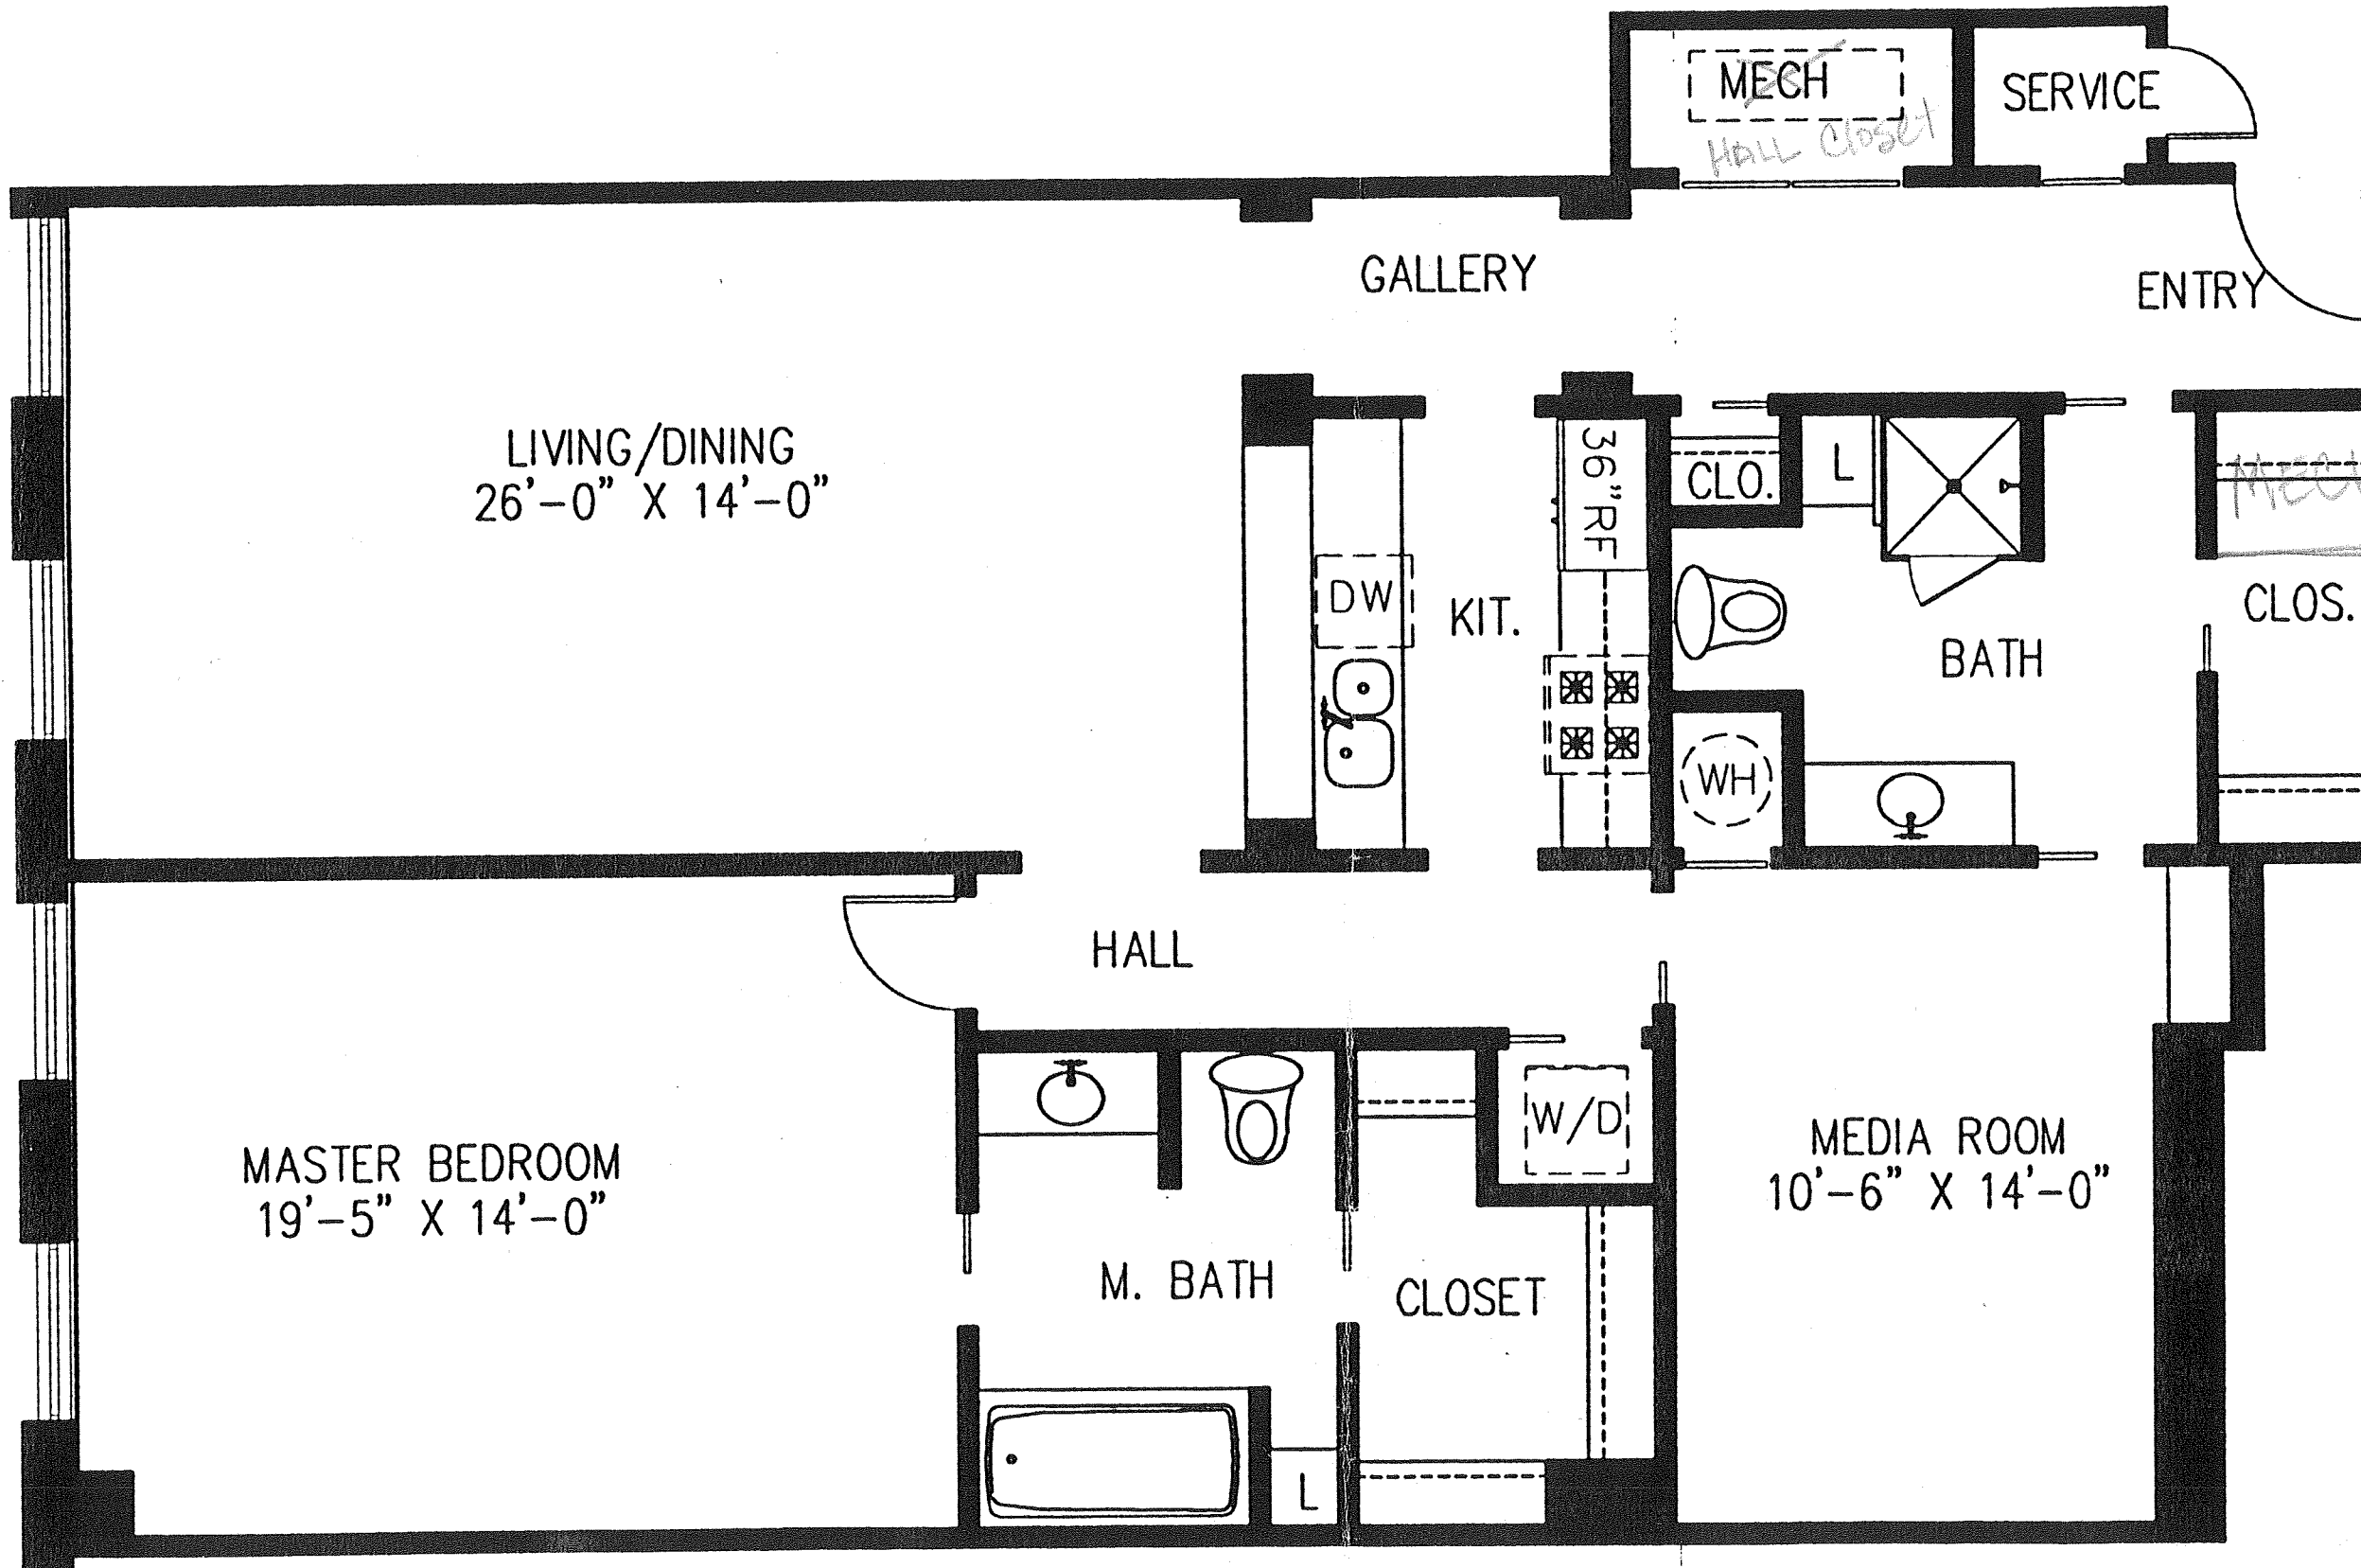 MECH
Hall Closet
SERVICE
GALLERY
ENTRY
LIVING/DINING
26'-0" X 14'-0"
36"RF
CLO.
L
MECH
DW
KIT.
BATH
CLOS.
WH
HALL
MASTER BEDROOM
19'-5" X 14'-0"
M. BATH
CLOSET
W/D
MEDIA ROOM
10'-6" X 14'-0"
L